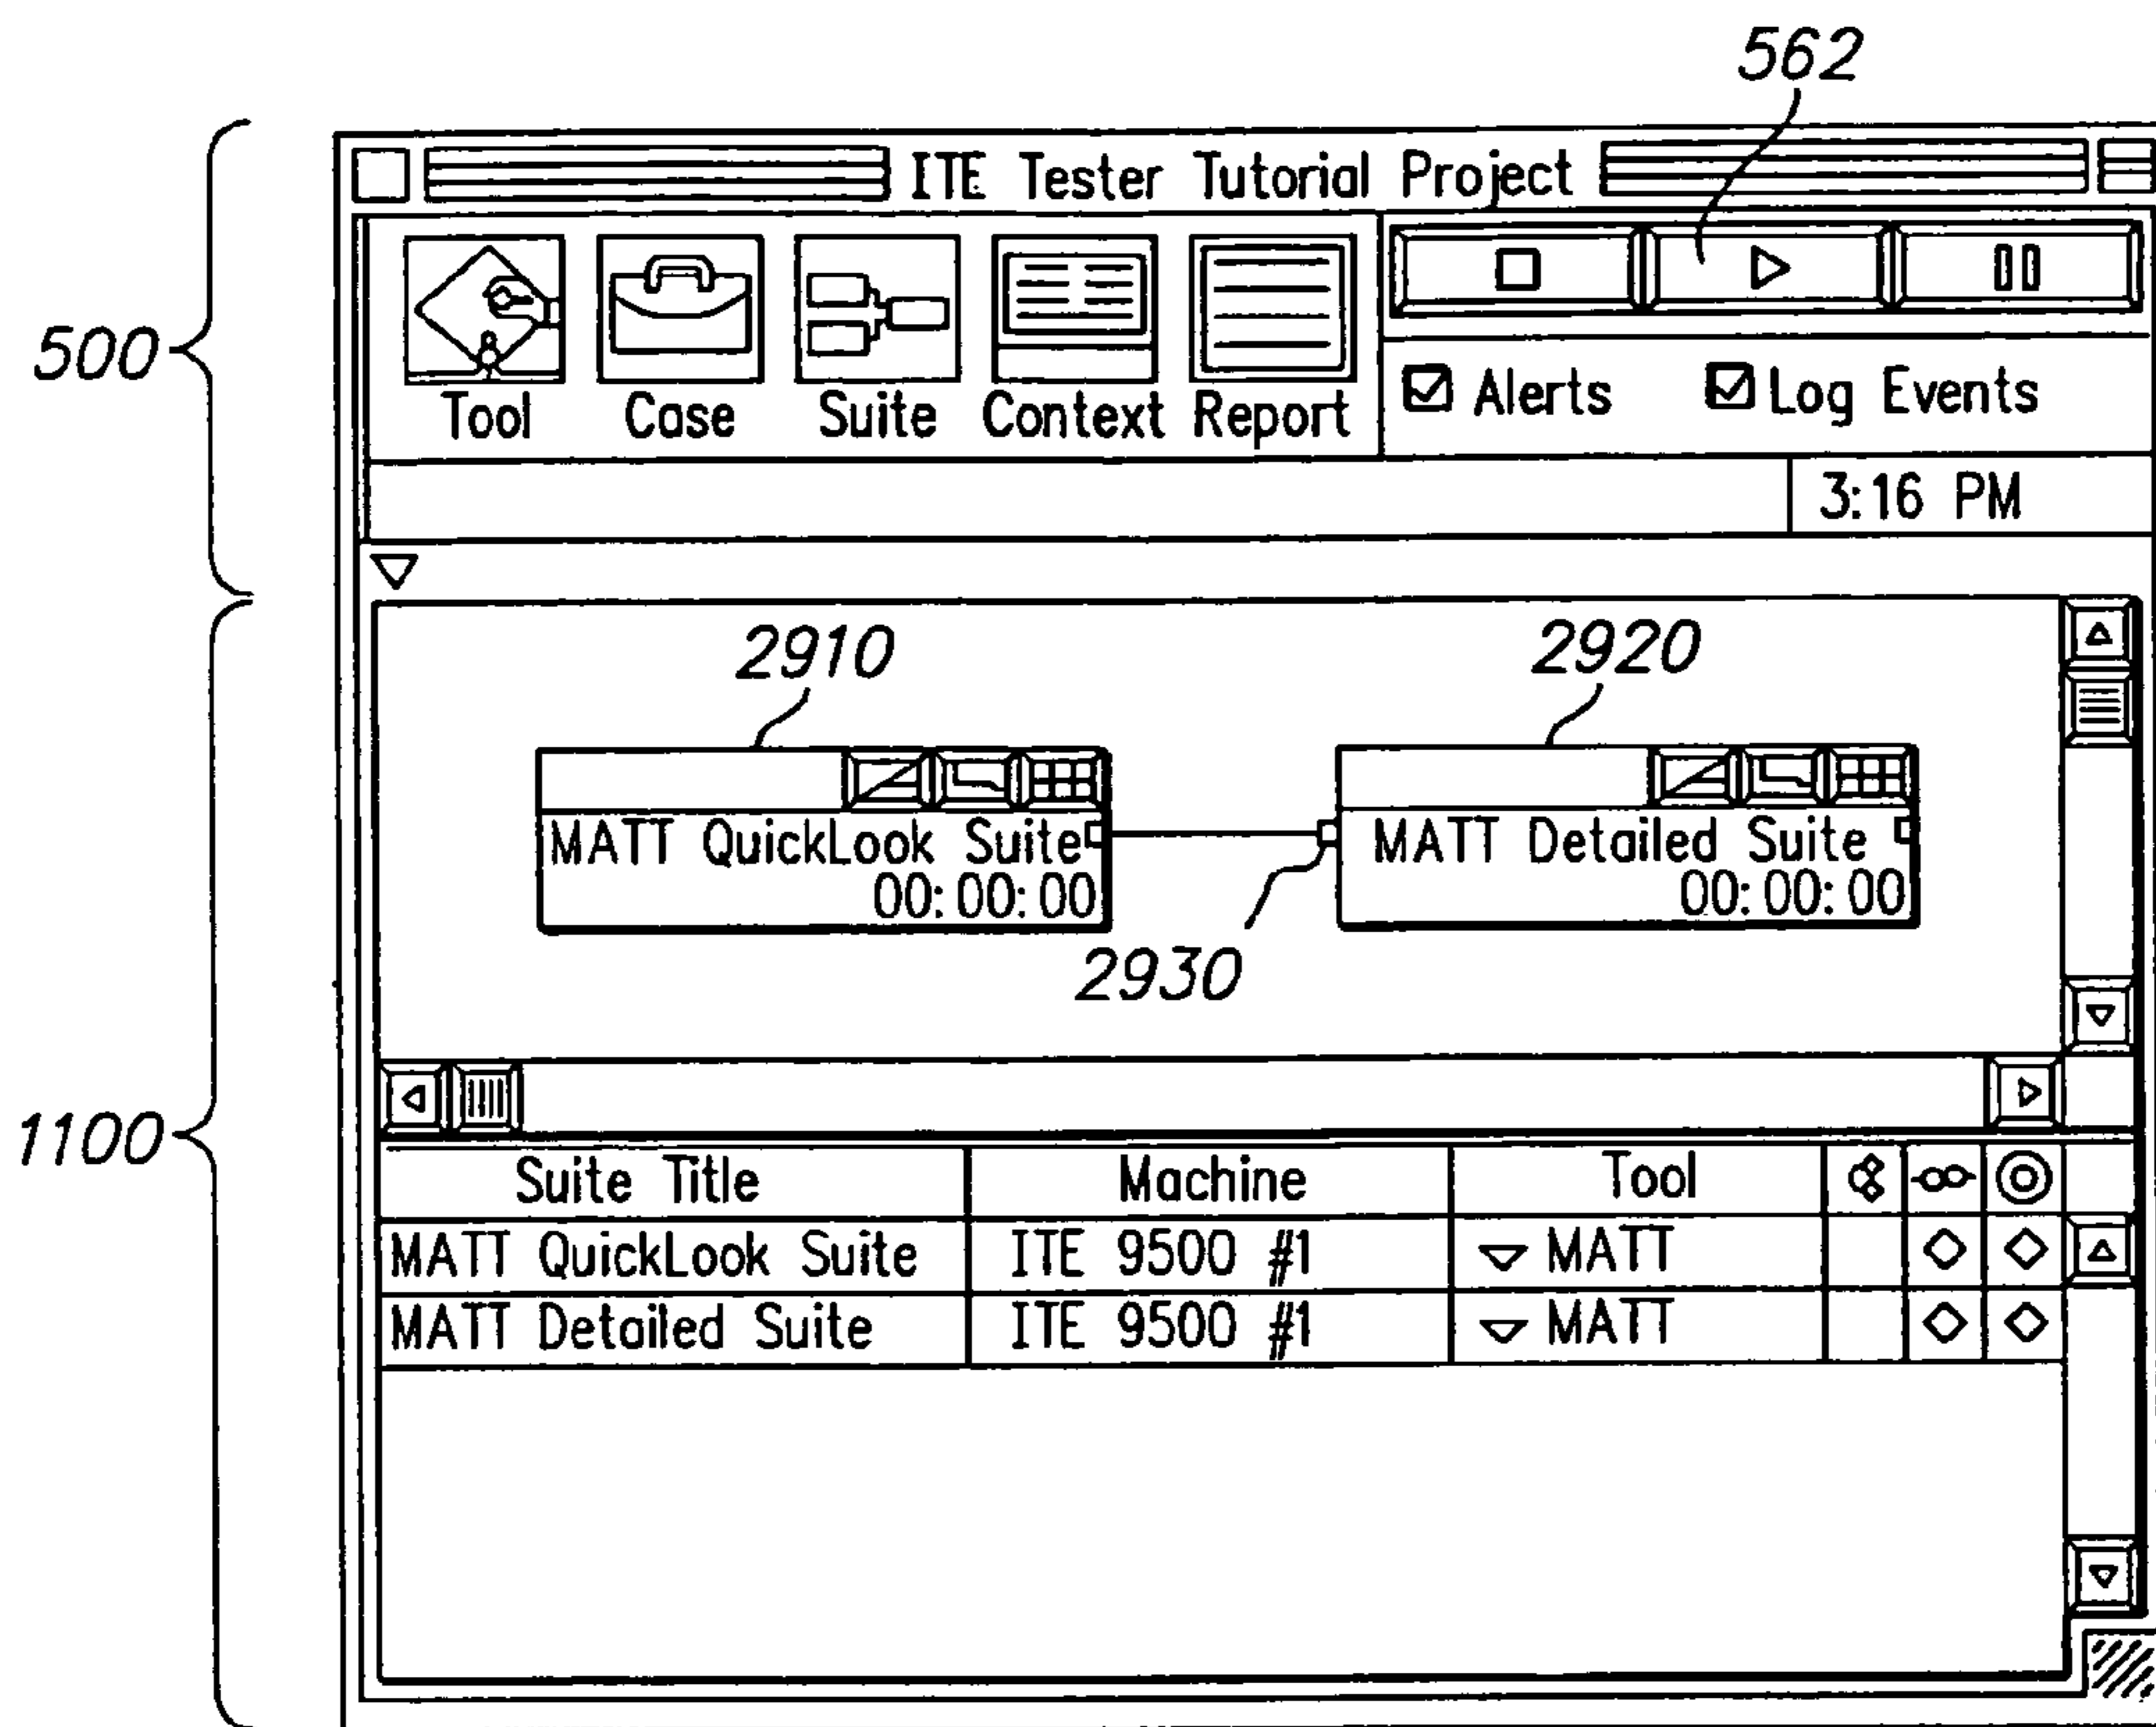 562
ITE Tester Tutorial Project
Tool Case Suite Context Report
Alerts Log Events
500
3:16 PM
2910 2920
MATT QuickLook Suite MATT Detailed Suite
00:00:00 00:00:00
2930
1100
Suite Title Machine Tool
MATT QuickLook Suite ITE 9500 #1 MATT
MATT Detailed Suite ITE 9500 #1 MATT